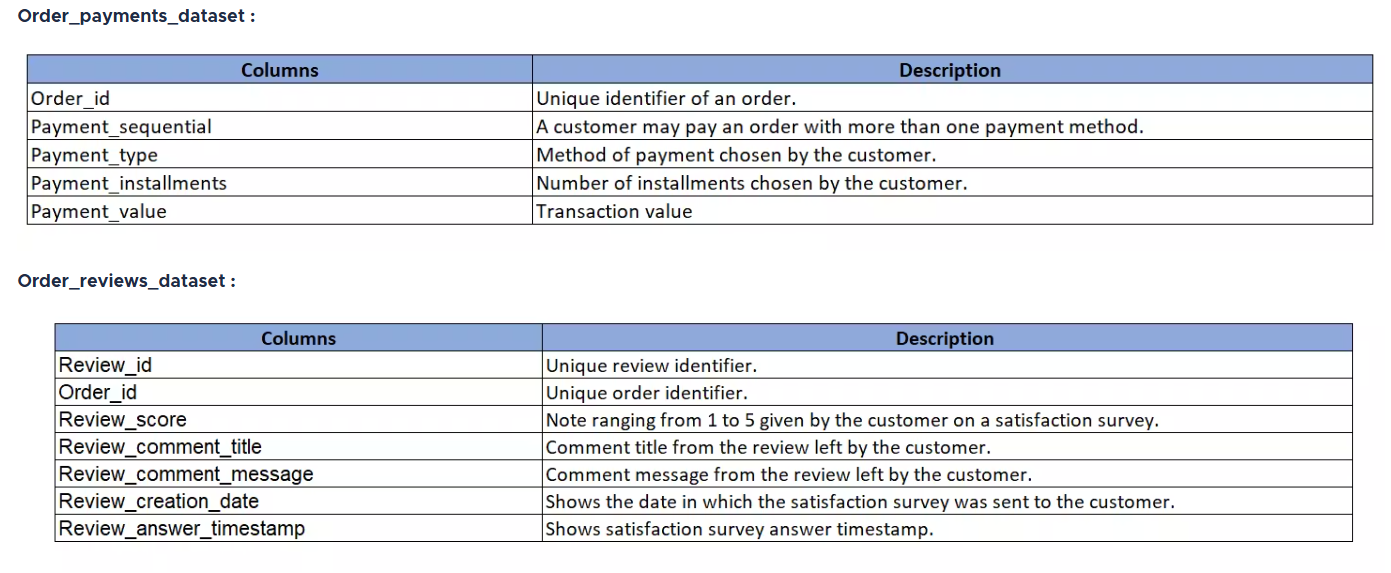 Order_payments_dataset :
Columns Description
Order_id Unique identifier of an order.
Payment_sequential A customer may pay an order with more than one payment method.
Payment_type Method of payment chosen by the customer.
Payment_installments Number of installments chosen by the customer.
Payment_value Transaction value
Order_reviews_dataset :
Columns Description
Review_id Unique review identifier.
Order_id Unique order identifier.
Review_score Note ranging from 1 to 5 given by the customer on a satisfaction survey.
Review_comment_title Comment title from the review left by the customer.
Review_comment_message Comment message from the review left by the customer.
Review_creation_date Shows the date in which the satisfaction survey was sent to the customer.
Review_answer_timestamp Shows satisfaction survey answer timestamp.